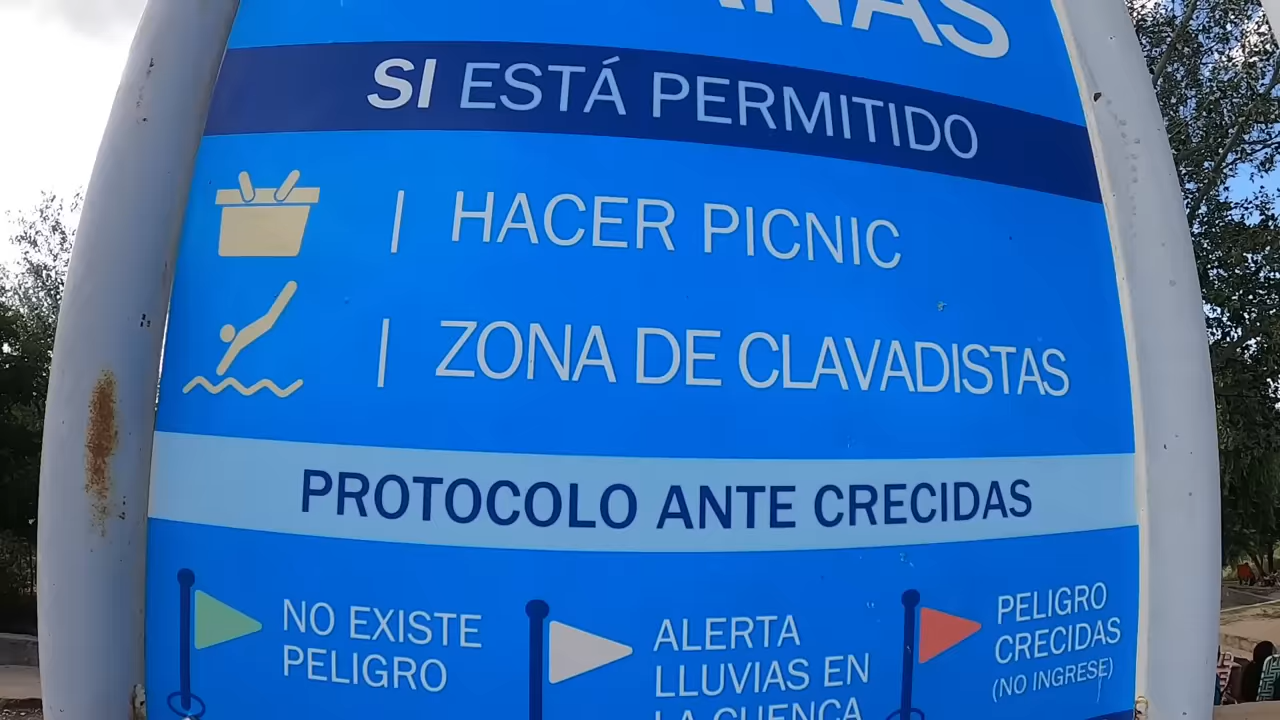 SI ESTÁ PERMITIDO
| HACER PICNIC
| ZONA DE CLAVADISTAS
PROTOCOLO ANTE CRECIDAS
NO EXISTE
PELIGRO
ALERTA
LLUVIAS EN
LA CUENCA
PELIGRO
CRECIDAS
(NO INGRESE)